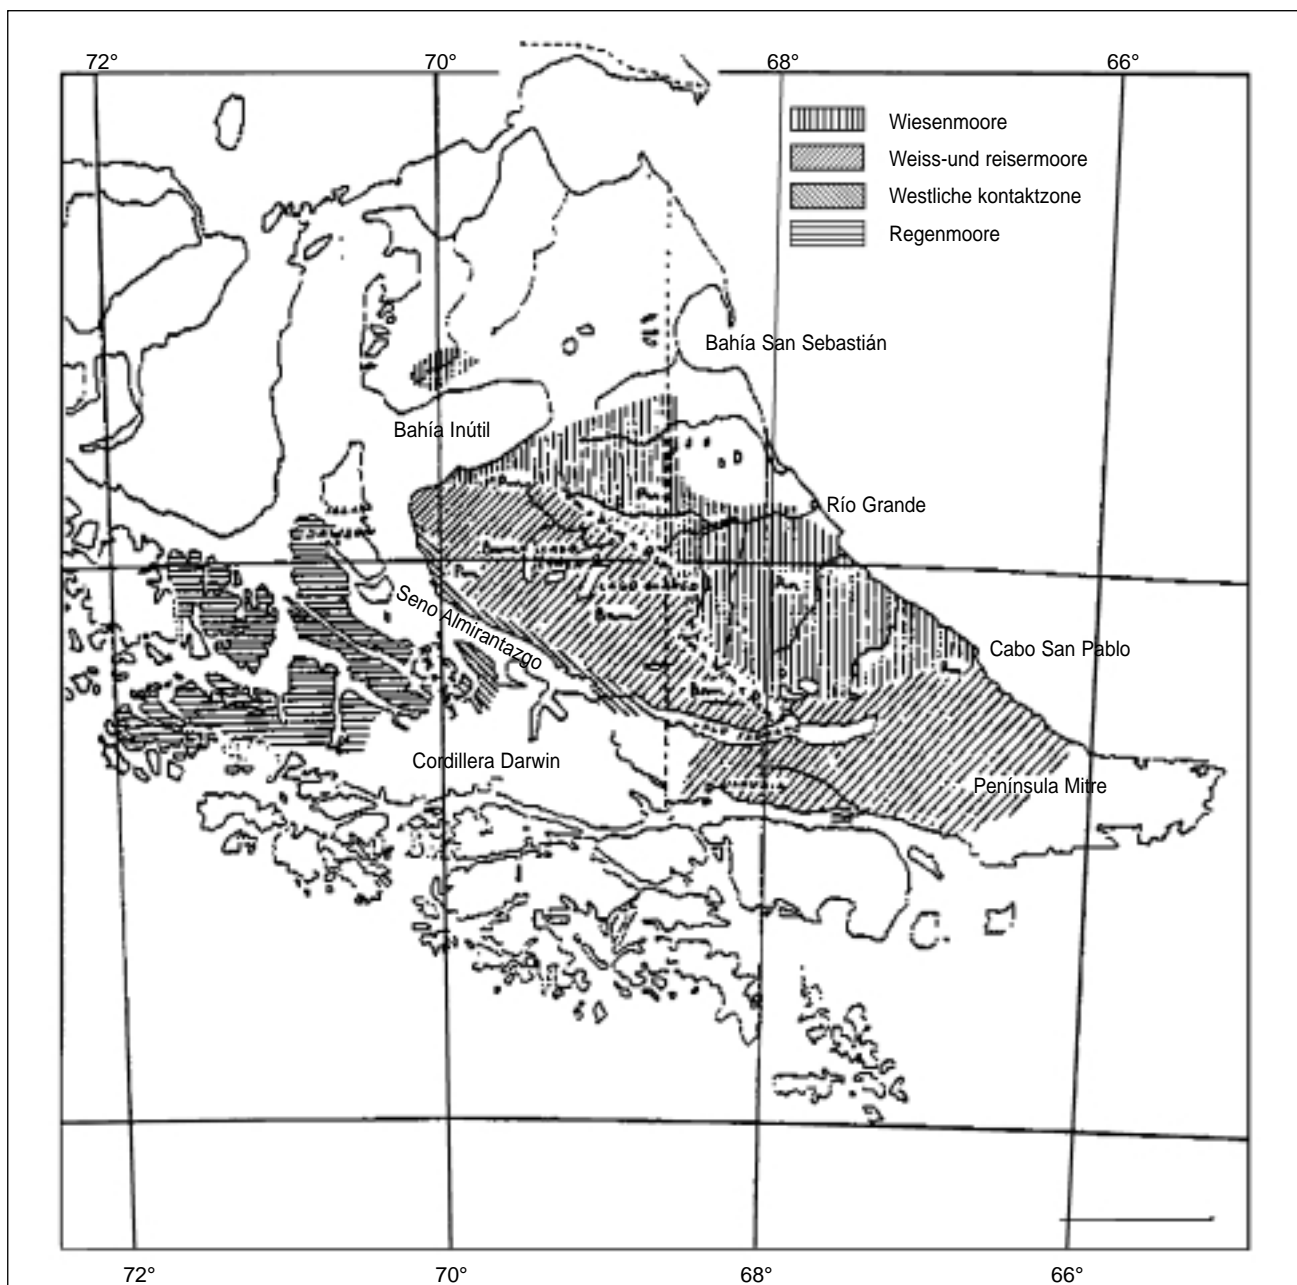 72° 70° 68° 66°
Wiesenmoore
Weiss-und reisermoore
Westliche kontaktzone
Regenmoore
Bahía San Sebastián
Bahía Inútil
Río Grande
Seno Almirantazgo
Cabo San Pablo
Cordillera Darwin
Península Mitre
72° 70° 68° 66°